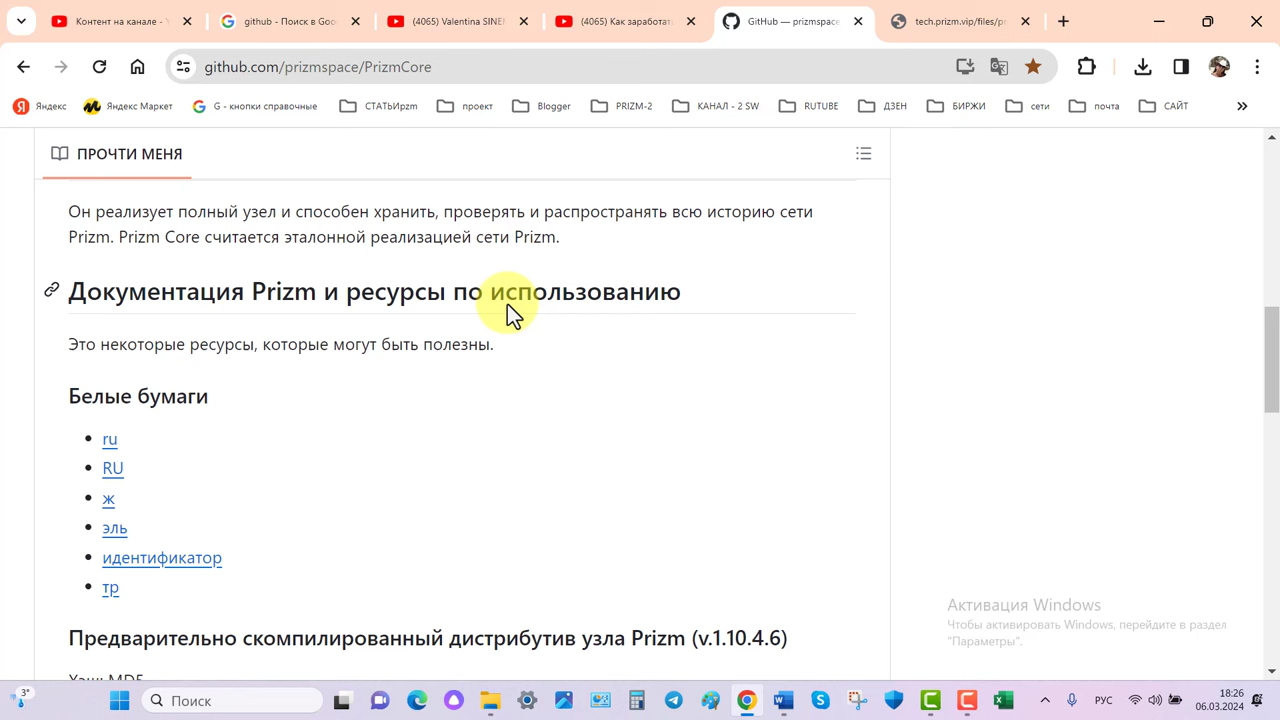 Контент на канале - Y
github - Поиск в Goo
(4065) Valentina SINE
(4065) Как заработат
GitHub — prizmspace
tech.prizm.vip/files/p
github.com/prizmspace/PrizmCore
Яндекс
Яндекс Маркет
G - кнопки справочные
СТАТЬИpzm
проект
Blogger
PRIZM-2
КАНАЛ - 2 SW
RUTUBE
ДЗЕН
БИРЖИ
сети
почта
САЙТ
ПРОЧТИ МЕНЯ
Он реализует полный узел и способен хранить, проверять и распространять всю историю сети
Prizm. Prizm Core считается эталонной реализацией сети Prizm.
Документация Prizm и ресурсы по использованию
Это некоторые ресурсы, которые могут быть полезны.
Белые бумаги
ru
RU
ж
эль
идентификатор
тр
Предварительно скомпилированный дистрибутив узла Prizm (v.1.10.4.6)
Хэш MD5
Активация Windows
Чтобы активировать Windows, перейдите в раздел
"Параметры".
3°
Поиск
РУС
18:26
06.03.2024